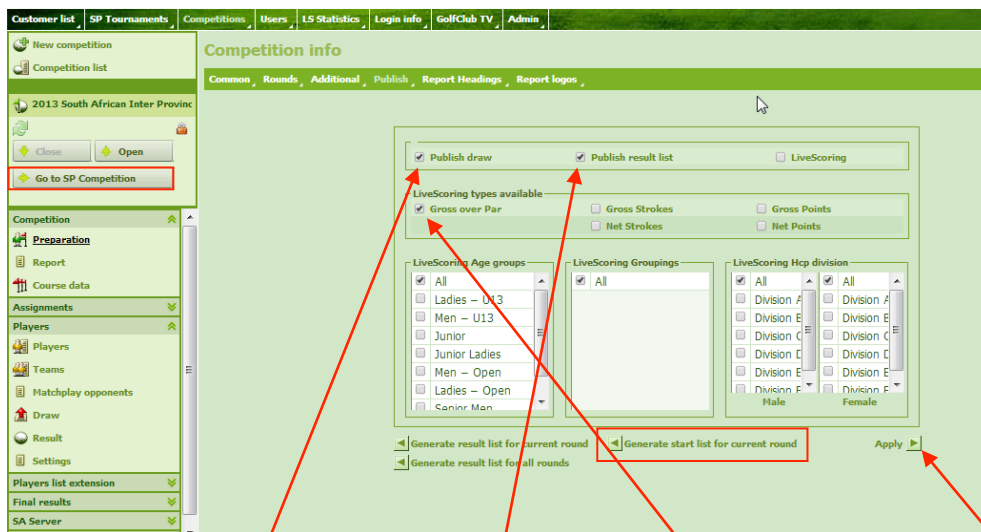 Customer list SP Tournaments Competitions Users LS Statistics Login info GolfClub TV Admin
New competition
Competition list
2013 South African Inter Provinc
Close Open
Go to SP Competition
Competition
Preparation
Report
Course data
Assignments
Players
Players
Teams
Matchplay opponents
Draw
Result
Settings
Players list extension
Final results
SA Server
Competition info
Common Rounds Additional Publish Report Headings Report logos
Publish draw Publish result list LiveScoring
LiveScoring types available
Gross over Par Gross Strokes Gross Points
Net Strokes Net Points
LiveScoring Age groups LiveScoring Groupings LiveScoring Hcp division
All All All All
Ladies – U13 Division A Division A
Men – U13 Division B Division B
Junior Division C Division C
Junior Ladies Division D Division D
Men – Open Division E Division E
Ladies – Open Division Division
Senior Men Male Female
Generate result list for current round Generate start list for current round Apply
Generate result list for all rounds